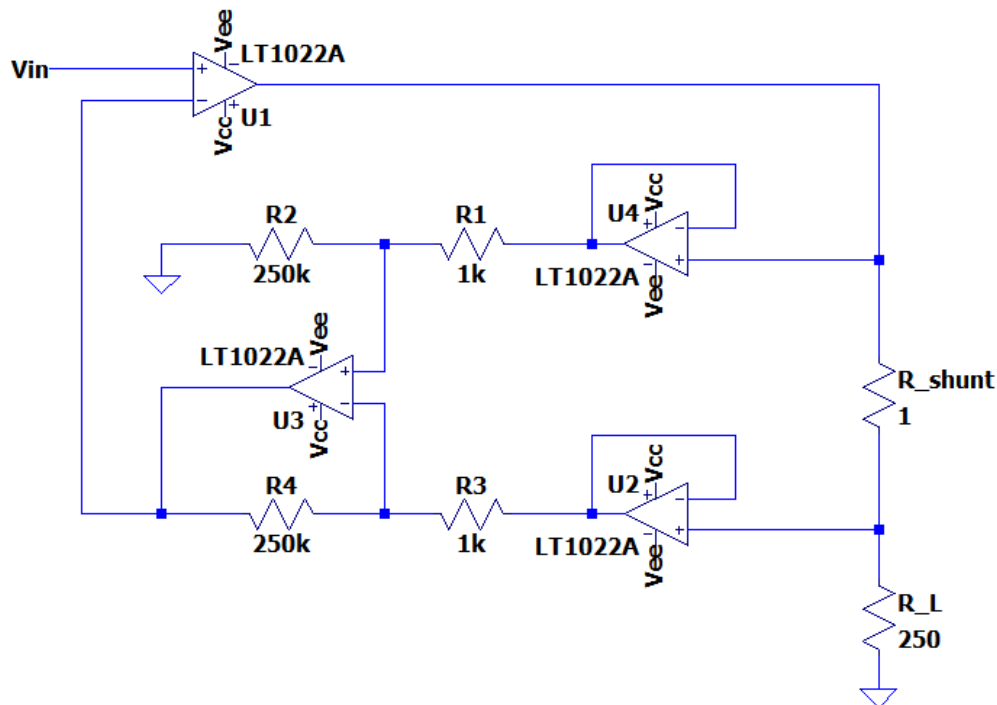 Vee
LT1022A
Vin
+
−
−
+
Vcc
U1
R2
250k
R1
1k
U4
Vcc
+
−
−
+
LT1022A
Vee
Vee
LT1022A
−
+
+
−
U3
Vcc
R_shunt
1
R4
250k
R3
1k
U2
Vcc
+
−
−
+
LT1022A
Vee
R_L
250